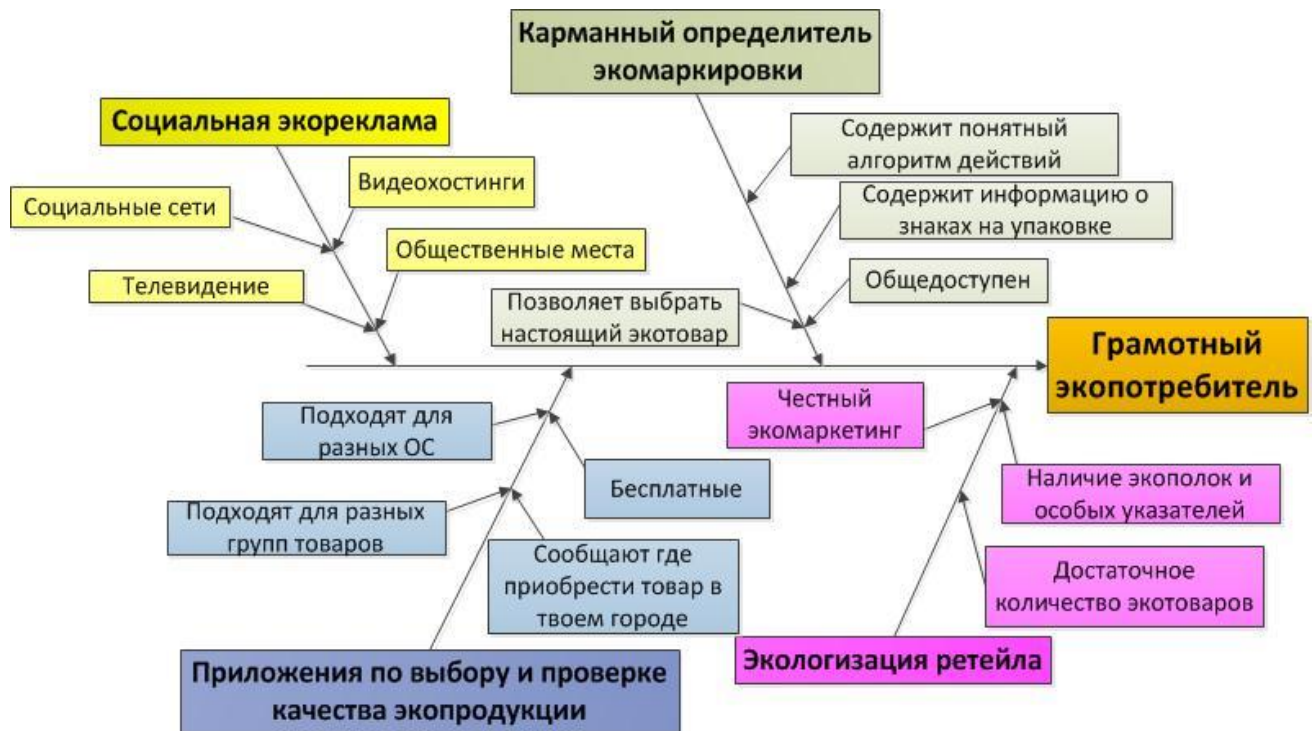 Карманный определитель
экомаркировки
Социальная экореклама
Содержит понятный
алгоритм действий
Видеохостинги
Социальные сети
Содержит информацию о
знаках на упаковке
Общественные места
Телевидение
Общедоступен
Позволяет выбрать
настоящий экотовар
Грамотный
экопотребитель
Подходят для
разных ОС
Честный
экомаркетинг
Бесплатные
Наличие экополок и
особых указателей
Подходят для разных
групп товаров
Сообщают где
приобрести товар в
твоем городе
Достаточное
количество экотоваров
Экологизация ретейла
Приложения по выбору и проверке
качества экопродукции